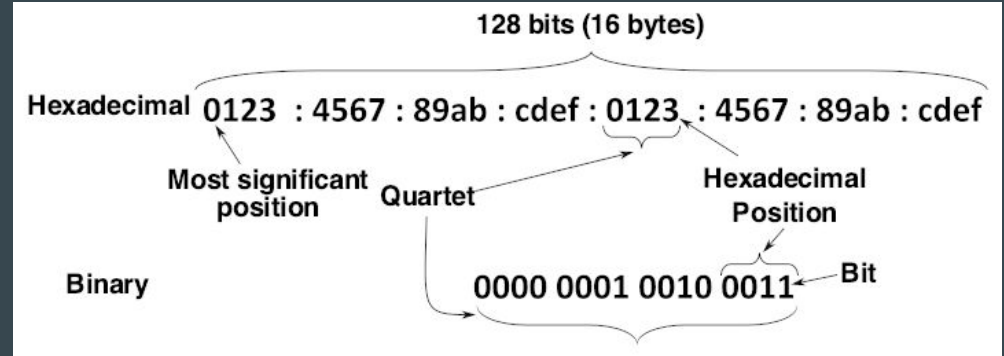 128 bits (16 bytes)
Hexadecimal 0123 : 4567 : 89ab : cdef : 0123 : 4567 : 89ab : cdef
Most significant
position
Quartet
Hexadecimal
Position
Binary
0000 0001 0010 0011
Bit